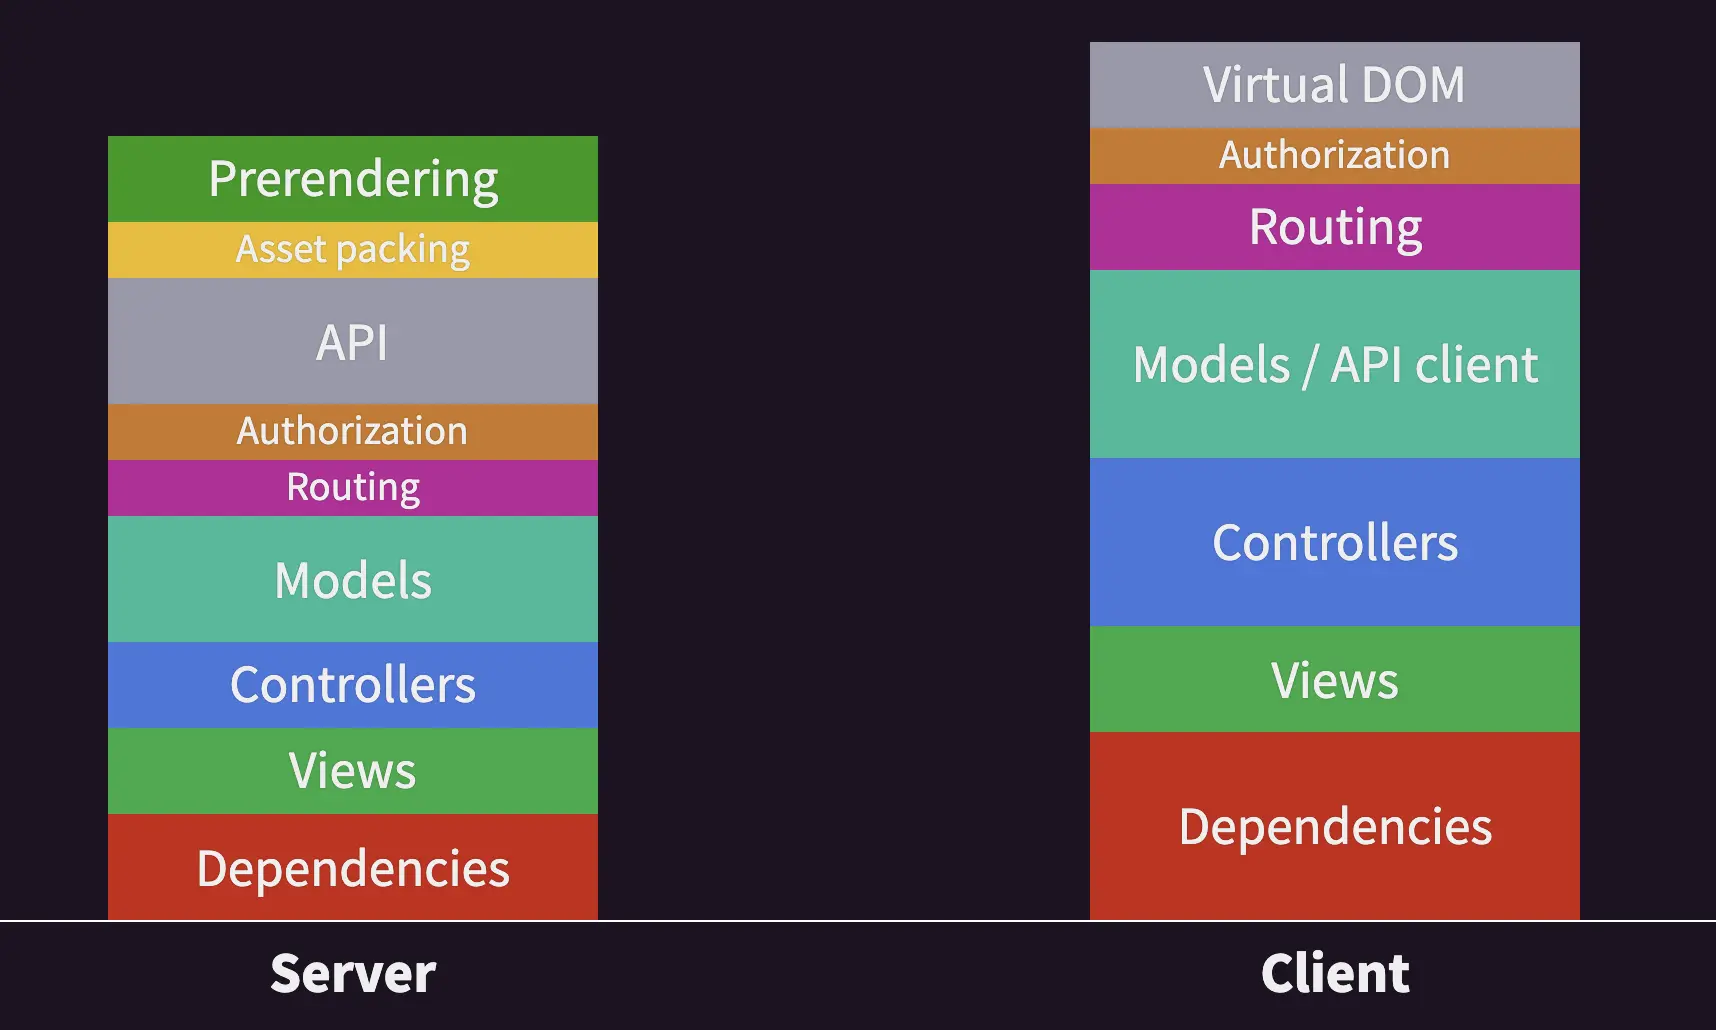 Prerendering
Asset packing
API
Authorization
Routing
Models
Controllers
Views
Dependencies
Server
Virtual DOM
Authorization
Routing
Models / API client
Controllers
Views
Dependencies
Client